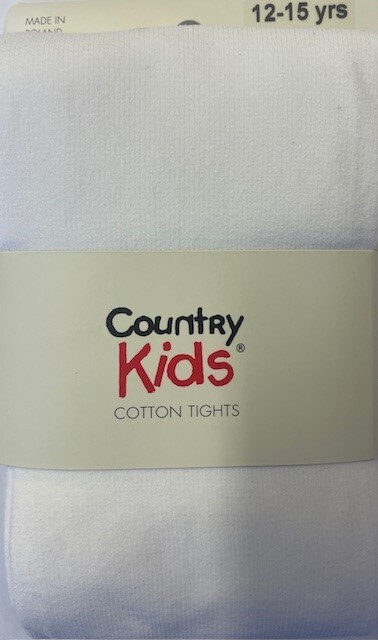 MADE IN
POLAND
12-15 yrs
Country
Kids®
COTTON TIGHTS